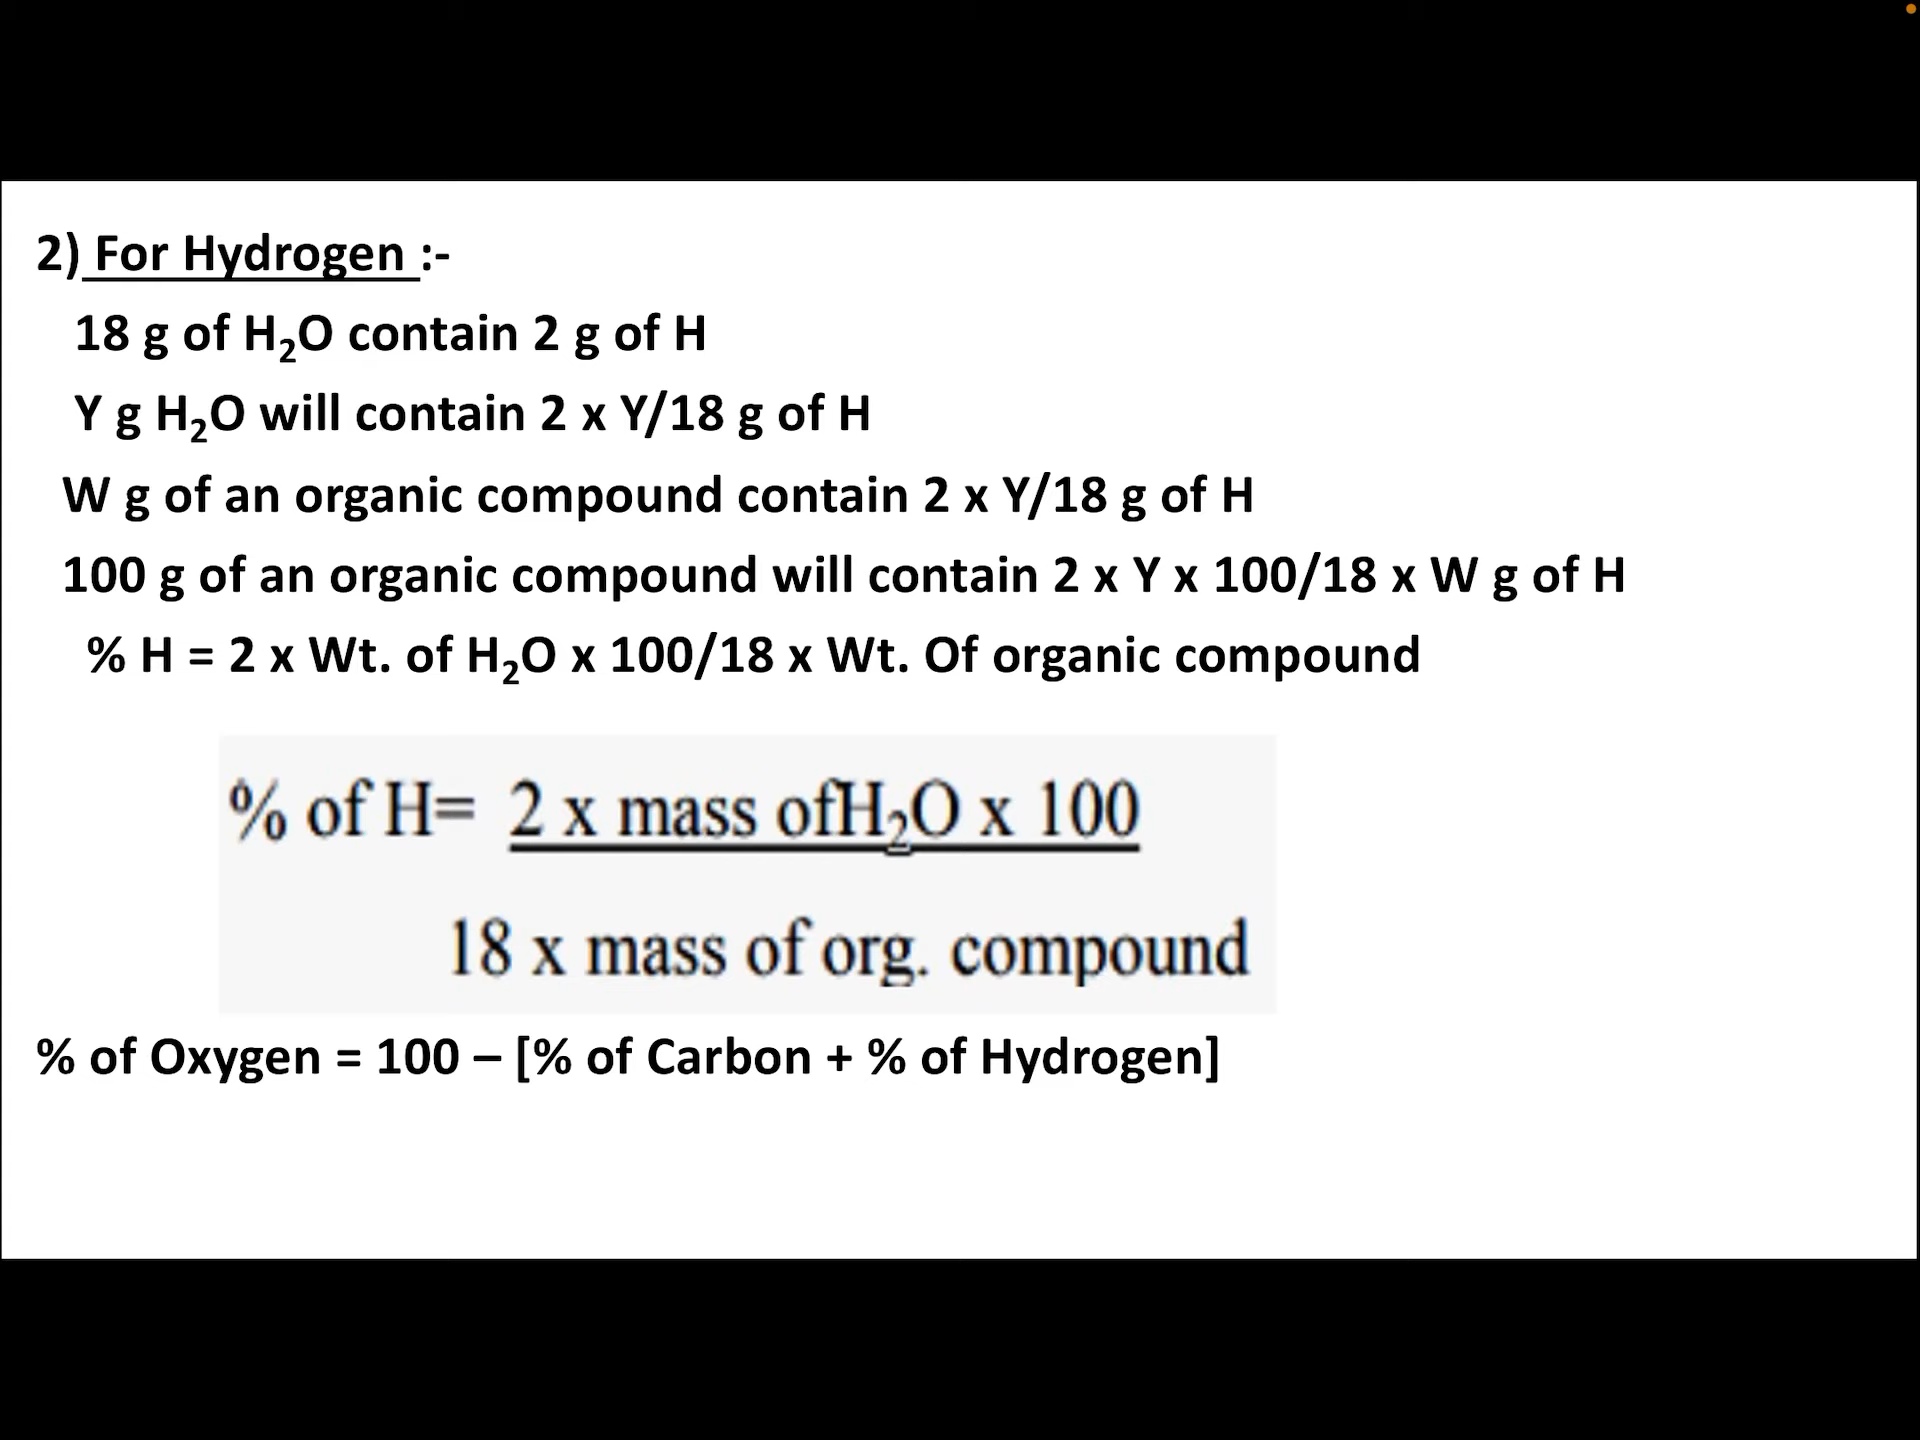 2) For Hydrogen :-
18 g of H₂O contain 2 g of H
Y g H₂O will contain 2 x Y/18 g of H
W g of an organic compound contain 2 x Y/18 g of H
100 g of an organic compound will contain 2 x Y x 100/18 x W g of H
% H = 2 x Wt. of H₂O x 100/18 x Wt. Of organic compound
% of H= 2 x mass ofH₂O x 100
18 x mass of org. compound
% of Oxygen = 100 – [% of Carbon + % of Hydrogen]